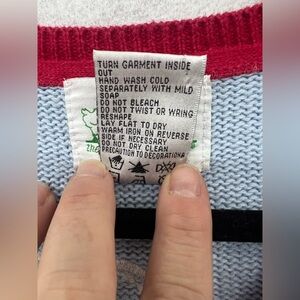 TURN GARMENT INSIDE
OUT
HAND WASH COLD
SEPARATELY WITH MILD
SOAP
DO NOT BLEACH
DO NOT TWIST OR WRING
RESHAPE
LAY FLAT TO DRY
WARM IRON ON REVERSE
SIDE IF NECESSARY
DO NOT DRY CLEAN
PRECAUTION TO DECORATIONA